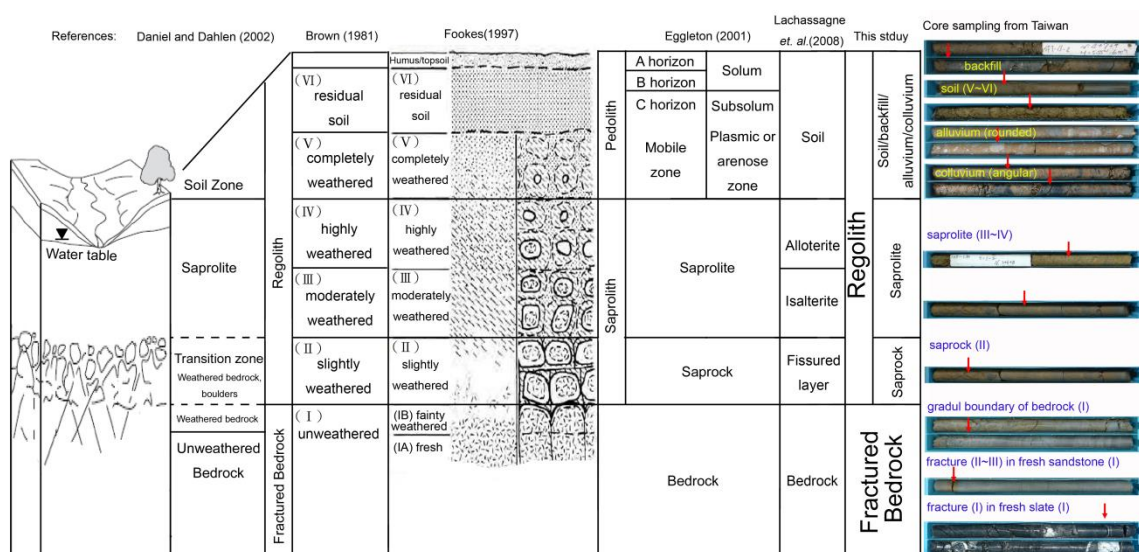 References:
Daniel and Dahlen (2002)
Brown (1981)
Fookes(1997)
Eggleton (2001)
Lachassagne
et. al.(2008)
This stduy
Core sampling from Taiwan
Water table
Soil Zone
Saprolite
Transition zone
Weathered bedrock,
boulders
Weathered bedrock
Unweathered
Bedrock
Regolith
Fractured Bedrock
(VI)
residual
soil
(V)
completely
weathered
(IV)
highly
weathered
(III)
moderately
weathered
(II)
slightly
weathered
(I)
unweathered
Humus/topsoil
(VI)
residual
soil
(V)
completely
weathered
(IV)
highly
weathered
(III)
moderately
weathered
(II)
slightly
weathered
(IB) fainty
weathered
(IA) fresh
Pedolith
Saprolith
A horizon
B horizon
C horizon
Mobile
zone
Solum
Subsolum
Plasmic or
arenose
zone
Saprolite
Saprock
Bedrock
Soil
Alloterite
Isalterite
Fissured
layer
Bedrock
Regolith
Fractured
Bedrock
Soil/backfill/
alluvium/colluvium
Saprolite
Saprock
backfill
soil (V~VI)
alluvium (rounded)
colluvium (angular)
saprolite (III~IV)
saprock (II)
gradul boundary of bedrock (I)
fracture (II~III) in fresh sandstone (I)
fracture (I) in fresh slate (I)